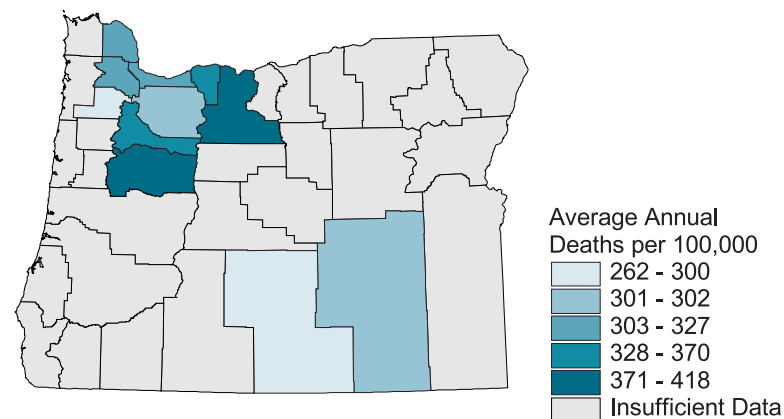 Average Annual
Deaths per 100,000
262 - 300
301 - 302
303 - 327
328 - 370
371 - 418
Insufficient Data